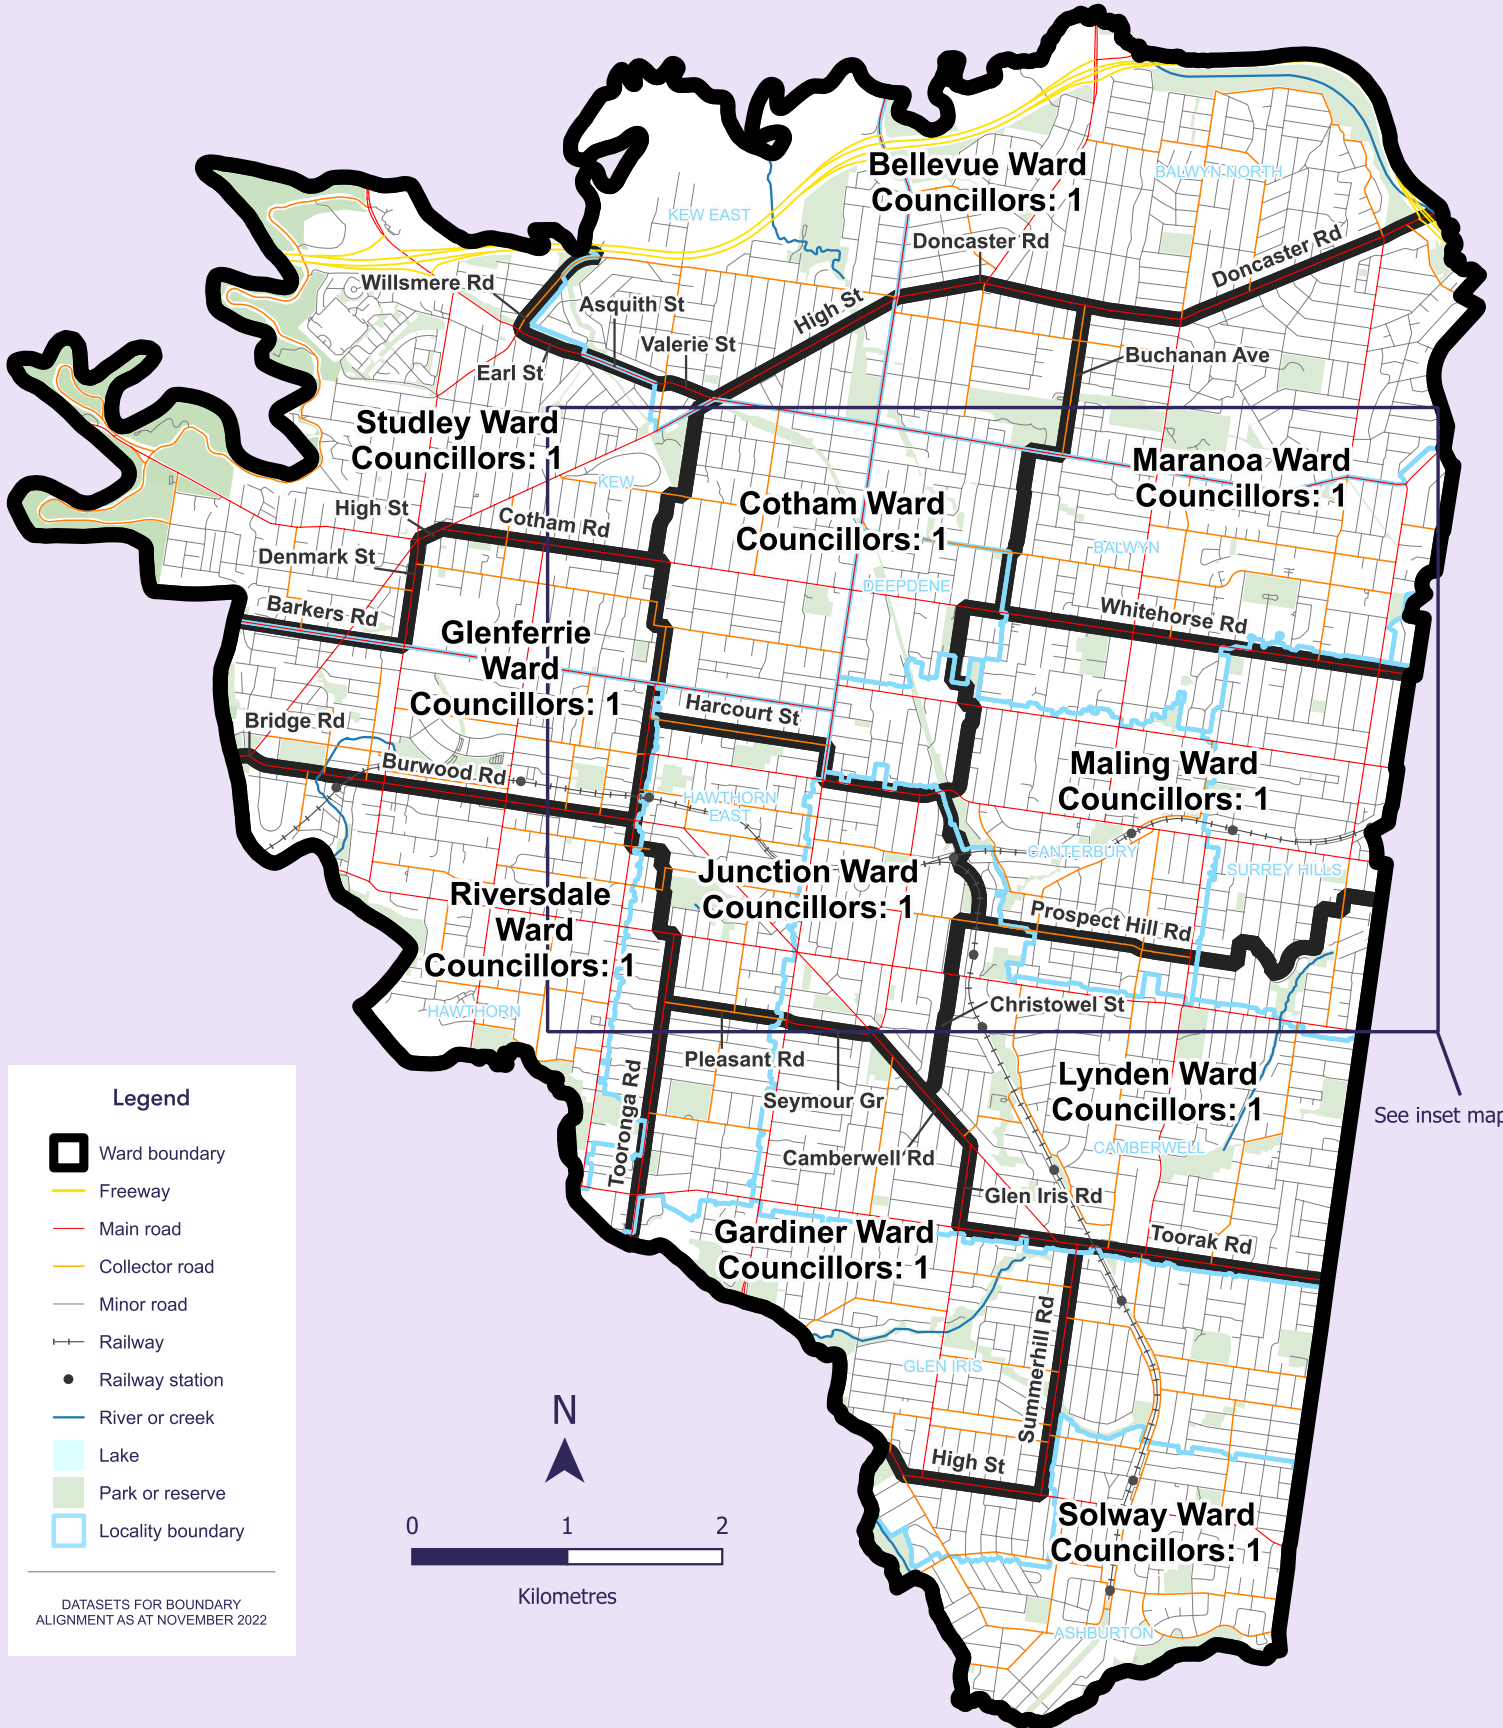 Bellevue Ward
Councillors: 1
BALWYN NORTH
KEW EAST
Doncaster Rd
Doncaster Rd
Willsmere Rd
Asquith St
High St
Valerie St
Buchanan Ave
Earl St
Studley Ward
Councillors: 1
Maranoa Ward
Councillors: 1
KEW
Cotham Ward
Councillors: 1
High St
Cotham Rd
Denmark St
BALWYN
DEEPDENE
Barkers Rd
Whitehorse Rd
Glenferrie
Ward
Councillors: 1
Bridge Rd
Harcourt St
Burwood Rd
Maling Ward
Councillors: 1
HAWTHORN
EAST
CANTERBURY
SURREY HILLS
Junction Ward
Councillors: 1
Riversdale
Ward
Councillors: 1
Prospect Hill Rd
HAWTHORN
Christowel St
Pleasant Rd
Seymour Gr
Lynden Ward
Councillors: 1
See inset map
Tooronga Rd
CAMBERWELL
Camberwell Rd
Glen Iris Rd
Gardiner Ward
Councillors: 1
Toorak Rd
Summerhill Rd
GLEN IRIS
High St
Solway Ward
Councillors: 1
ASHBURTON
Legend
Ward boundary
Freeway
Main road
Collector road
Minor road
Railway
Railway station
River or creek
Lake
Park or reserve
Locality boundary
DATASETS FOR BOUNDARY
ALIGNMENT AS AT NOVEMBER 2022
N
0 1 2
Kilometres